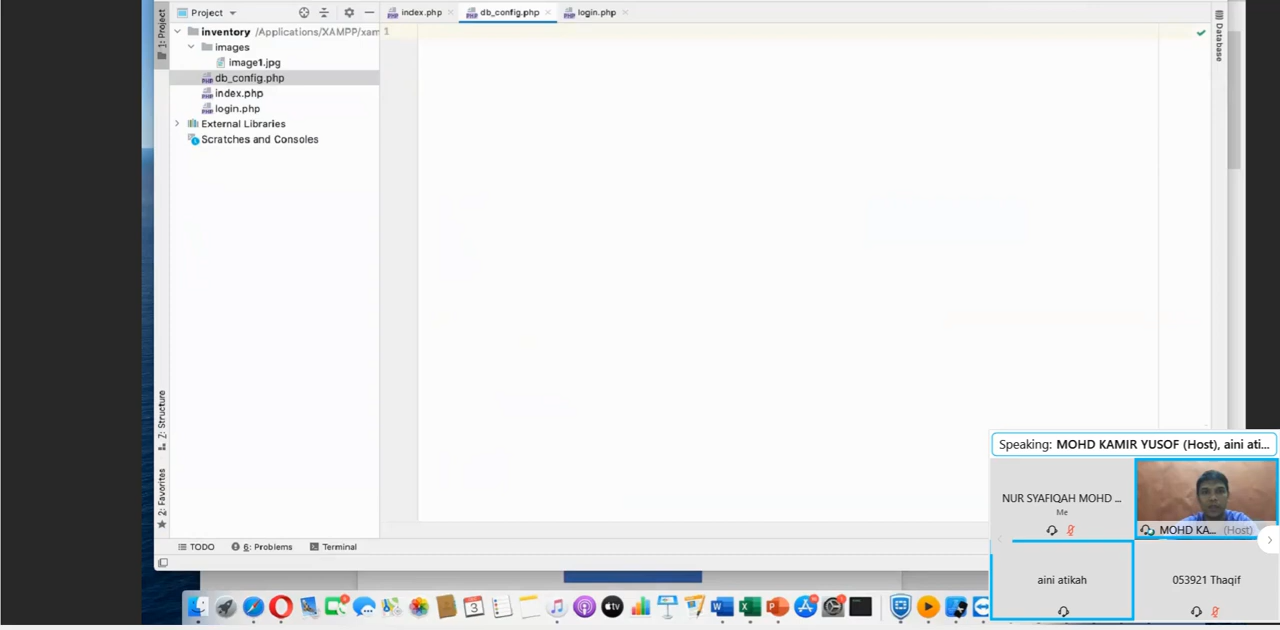 1: Project
Project
index.php
db_config.php
login.php
inventory /Applications/XAMPP/xam
images
image1.jpg
db_config.php
index.php
login.php
External Libraries
Scratches and Consoles
1
Database
Z: Structure
2: Favorites
TODO
6: Problems
Terminal
Speaking: MOHD KAMIR YUSOF (Host), aini ati...
NUR SYAFIQAH MOHD ...
Me
MOHD KA... (Host)
aini atikah
053921 Thaqif
3
tv